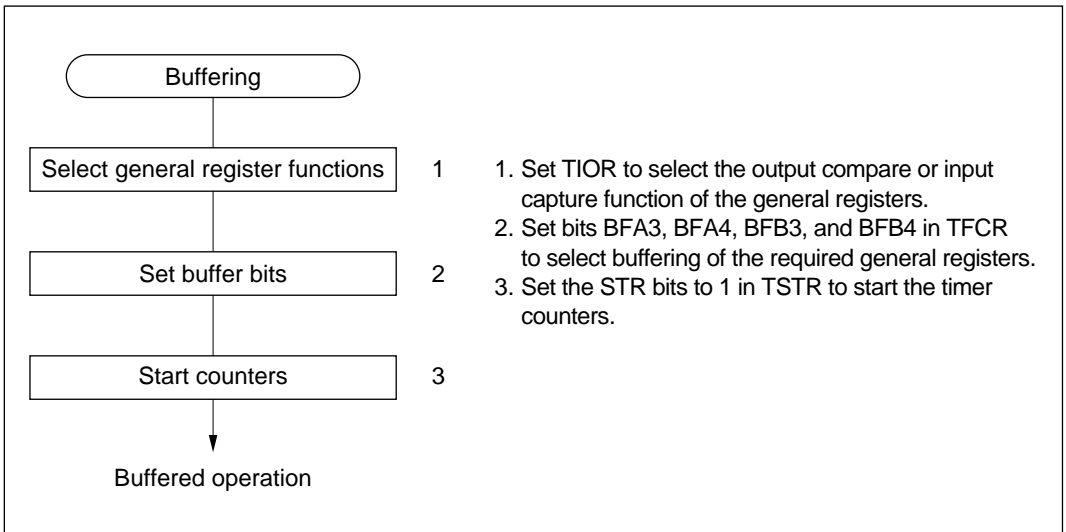 Buffering
Select general register functions 1
Set buffer bits 2
Start counters 3
Buffered operation
1. Set TIOR to select the output compare or input
capture function of the general registers.
2. Set bits BFA3, BFA4, BFB3, and BFB4 in TFCR
to select buffering of the required general registers.
3. Set the STR bits to 1 in TSTR to start the timer
counters.